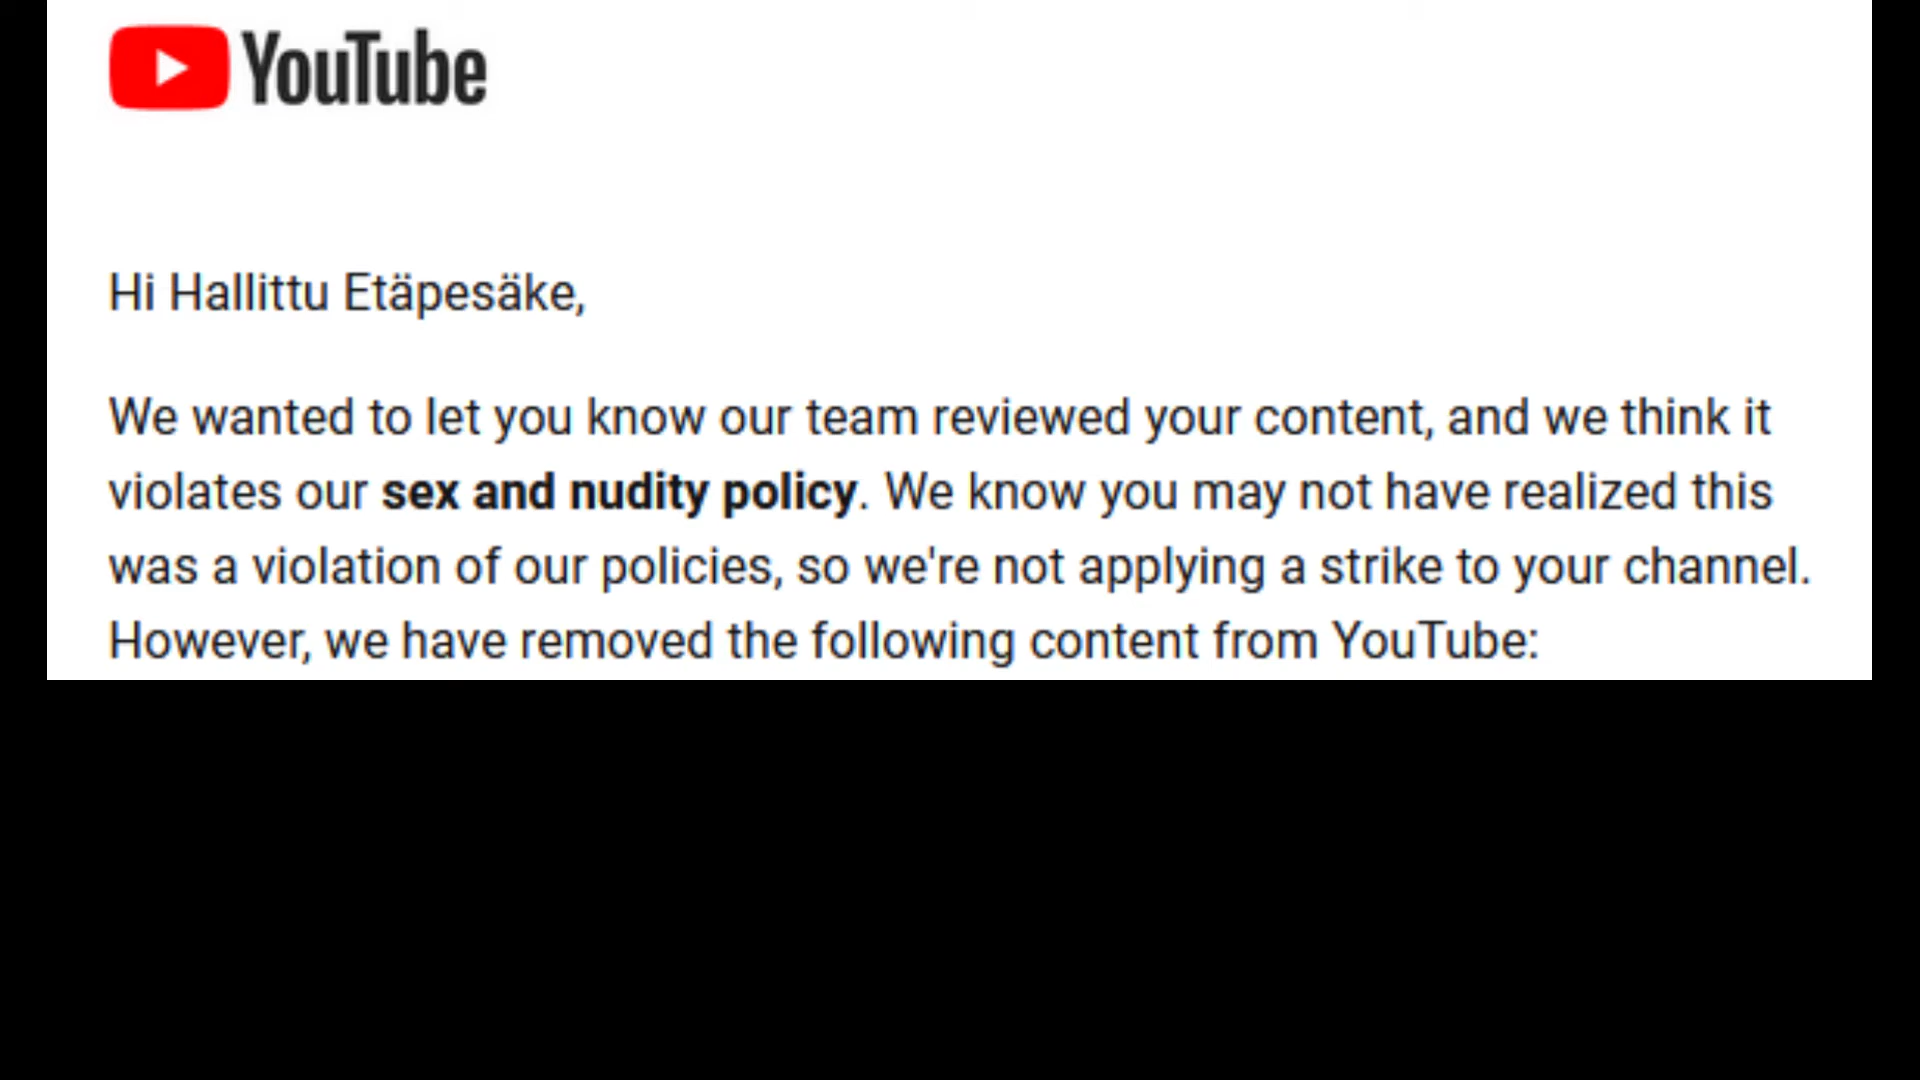 YouTube
Hi Hallittu Etäpesäke,
We wanted to let you know our team reviewed your content, and we think it
violates our sex and nudity policy. We know you may not have realized this
was a violation of our policies, so we're not applying a strike to your channel.
However, we have removed the following content from YouTube: